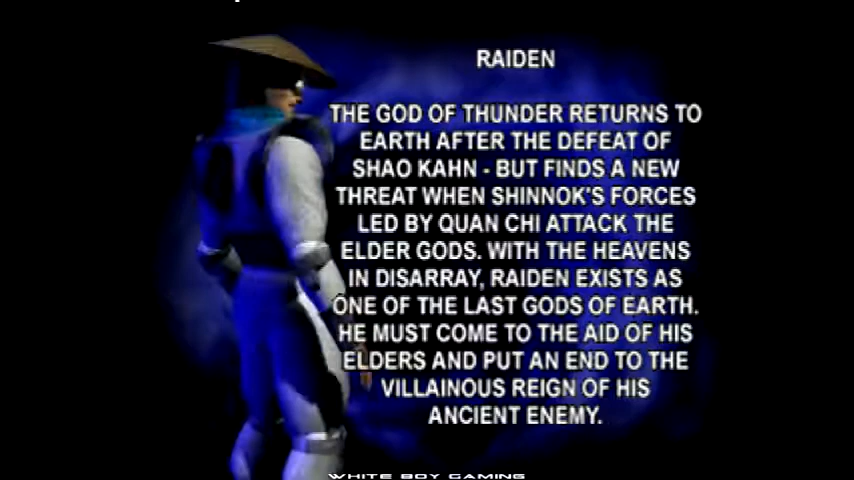 RAIDEN
THE GOD OF THUNDER RETURNS TO
EARTH AFTER THE DEFEAT OF
SHAO KAHN - BUT FINDS A NEW
THREAT WHEN SHINNOK'S FORCES
LED BY QUAN CHI ATTACK THE
ELDER GODS. WITH THE HEAVENS
IN DISARRAY, RAIDEN EXISTS AS
ONE OF THE LAST GODS OF EARTH.
HE MUST COME TO THE AID OF HIS
ELDERS AND PUT AN END TO THE
VILLAINOUS REIGN OF HIS
ANCIENT ENEMY.
WHITE BOY GAMING